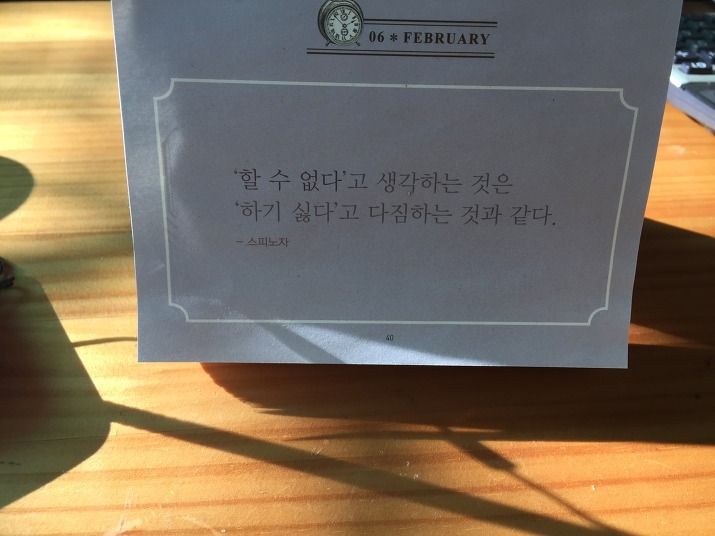 06 * FEBRUARY
‘할 수 없다’고 생각하는 것은
‘하기 싫다’고 다짐하는 것과 같다.
– 스피노자
40